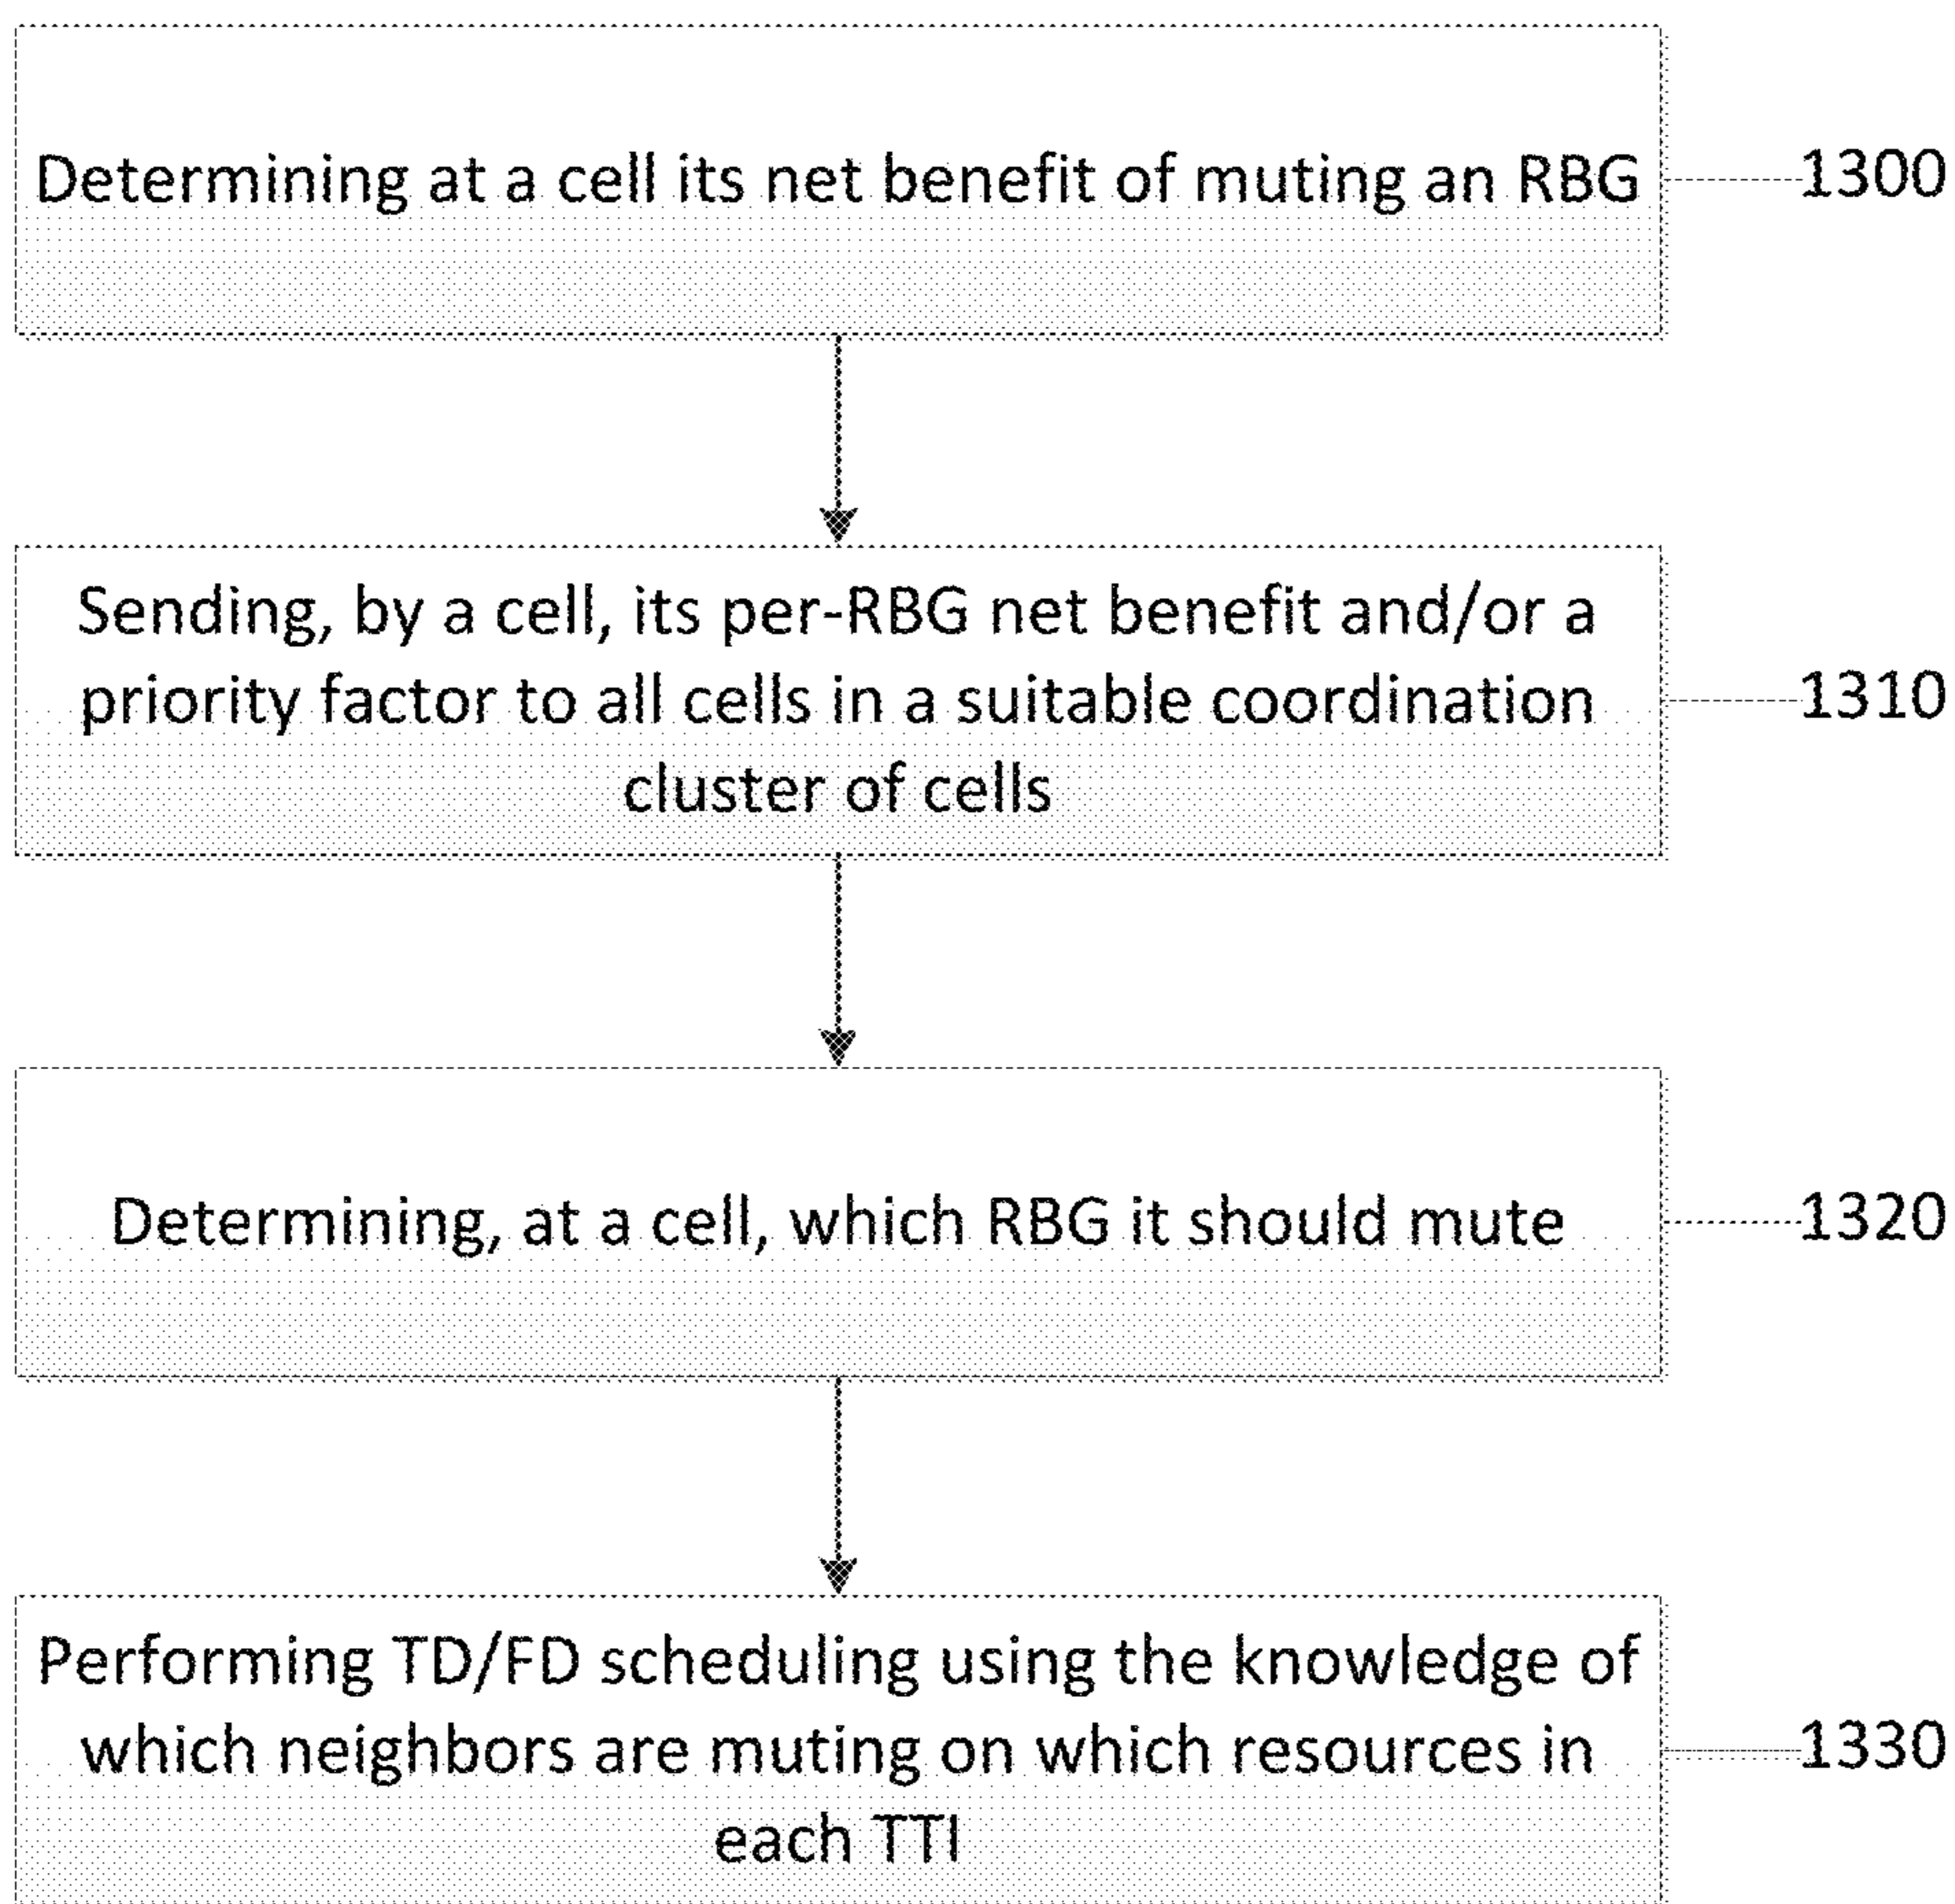 Determining at a cell its net benefit of muting an RBG
1300
Sending, by a cell, its per-RBG net benefit and/or a
priority factor to all cells in a suitable coordination
cluster of cells
1310
Determining, at a cell, which RBG it should mute
1320
Performing TD/FD scheduling using the knowledge of
which neighbors are muting on which resources in
each TTI
1330